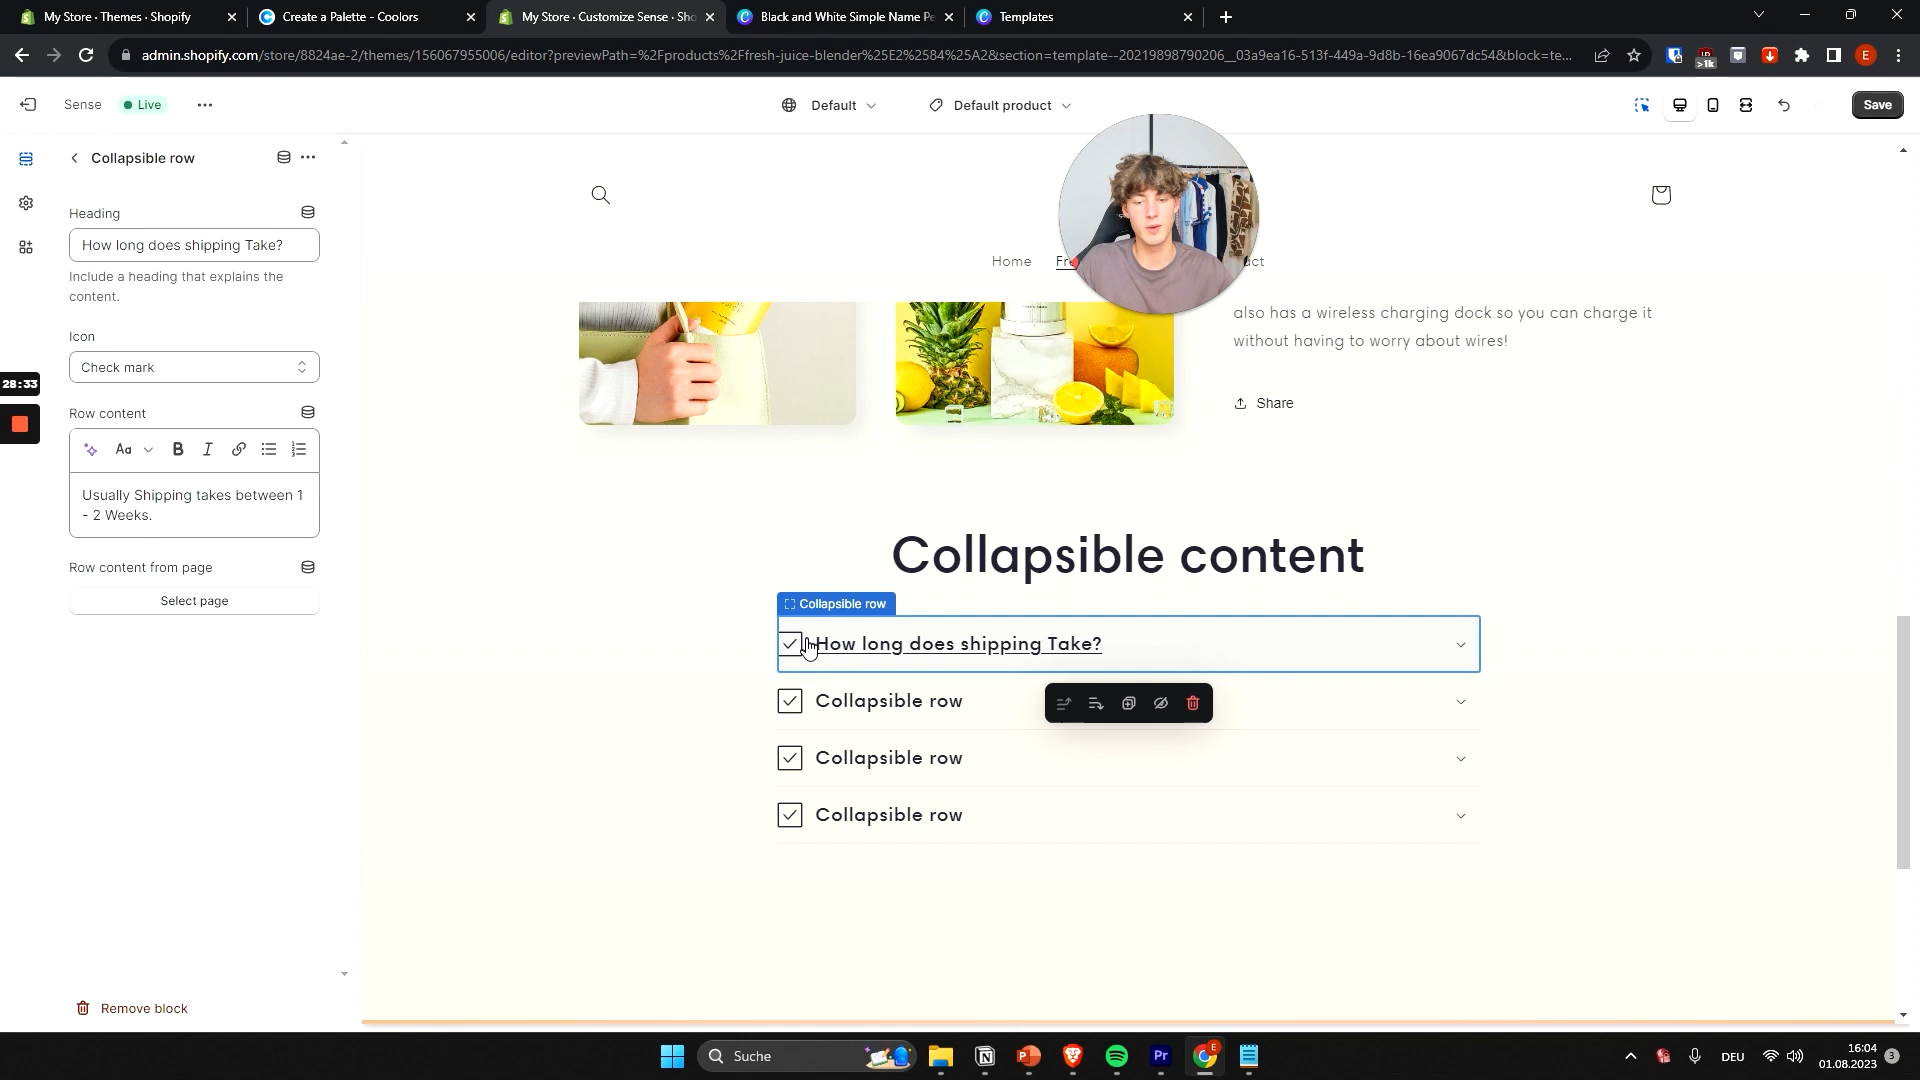 My Store · Themes · Shopify
Create a Palette - Coolors
My Store · Customize Sense · Sho
Black and White Simple Name Pe
Templates
admin.shopify.com/store/8824ae-2/themes/156067955006/editor?previewPath=%2Fproducts%2Ffresh-juice-blender%25E2%2584%25A2&section=template--20219898790206__03a9ea16-513f-449a-9d8b-16ea9067dc54&block=te...
>1k
E
Sense
Live
Default
Default product
Save
Collapsible row
Heading
How long does shipping Take?
Include a heading that explains the
content.
Icon
Check mark
28:33
Row content
Aa
B
I
Usually Shipping takes between 1
- 2 Weeks.
Row content from page
Select page
Remove block
Home
Fre
ct
also has a wireless charging dock so you can charge it
without having to worry about wires!
Share
Collapsible content
Collapsible row
How long does shipping Take?
Collapsible row
Collapsible row
Collapsible row
Suche
Pr
E
DEU
16:04
01.08.2023
3